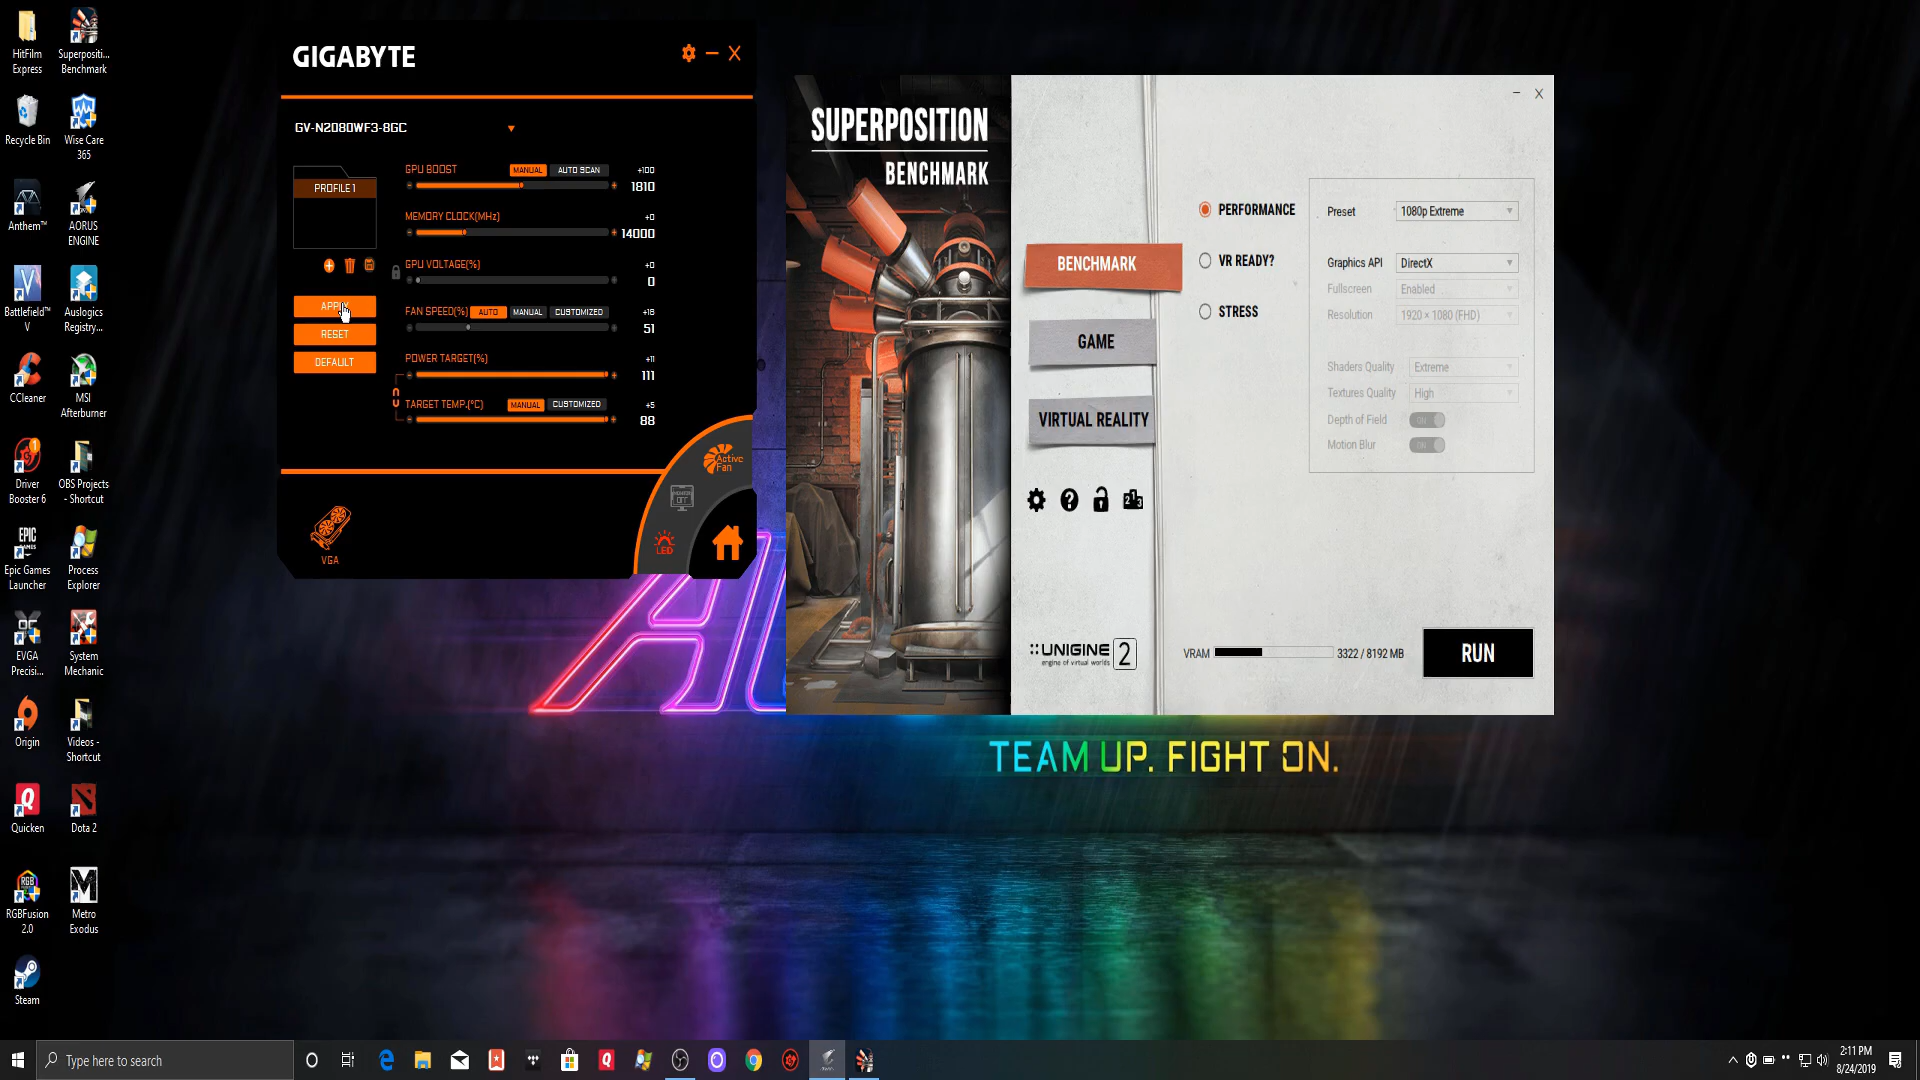 HitFilm
Express
Superpositi...
Benchmark
Recycle Bin
Wise Care
365
Anthem™
AORUS
ENGINE
Battlefield™
V
Auslogics
Registry...
CCleaner
MSI
Afterburner
1
Driver
Booster 6
OBS Projects
- Shortcut
EPIC
GAMES
Epic Games
Launcher
Process
Explorer
EVGA
Precisi...
System
Mechanic
Origin
Videos -
Shortcut
Quicken
Dota 2
RGB
RGBFusion
2.0
Metro
Exodus
Steam
GIGABYTE
GV-N2080WF3-8GC
PROFILE 1
APPLY
RESET
DEFAULT
GPU BOOST MANUAL AUTO SCAN +100
1810
MEMORY CLOCK(MHz) +0
14000
GPU VOLTAGE(%) +0
0
FAN SPEED(%) AUTO MANUAL CUSTOMIZED +18
51
POWER TARGET(%) +11
111
TARGET TEMP.(°C) MANUAL CUSTOMIZED +5
88
Active
Fan
OFF
LED
VGA
SUPERPOSITION
BENCHMARK
BENCHMARK
GAME
VIRTUAL REALITY
PERFORMANCE
VR READY?
STRESS
Preset 1080p Extreme
Graphics API DirectX
Fullscreen Enabled
Resolution 1920 × 1080 (FHD)
Shaders Quality Extreme
Textures Quality High
Depth of Field ON
Motion Blur ON
UNIGINE 2
engine of virtual worlds
VRAM 3322 / 8192 MB
RUN
TEAM UP. FIGHT ON.
Type here to search
2:11 PM
8/24/2019